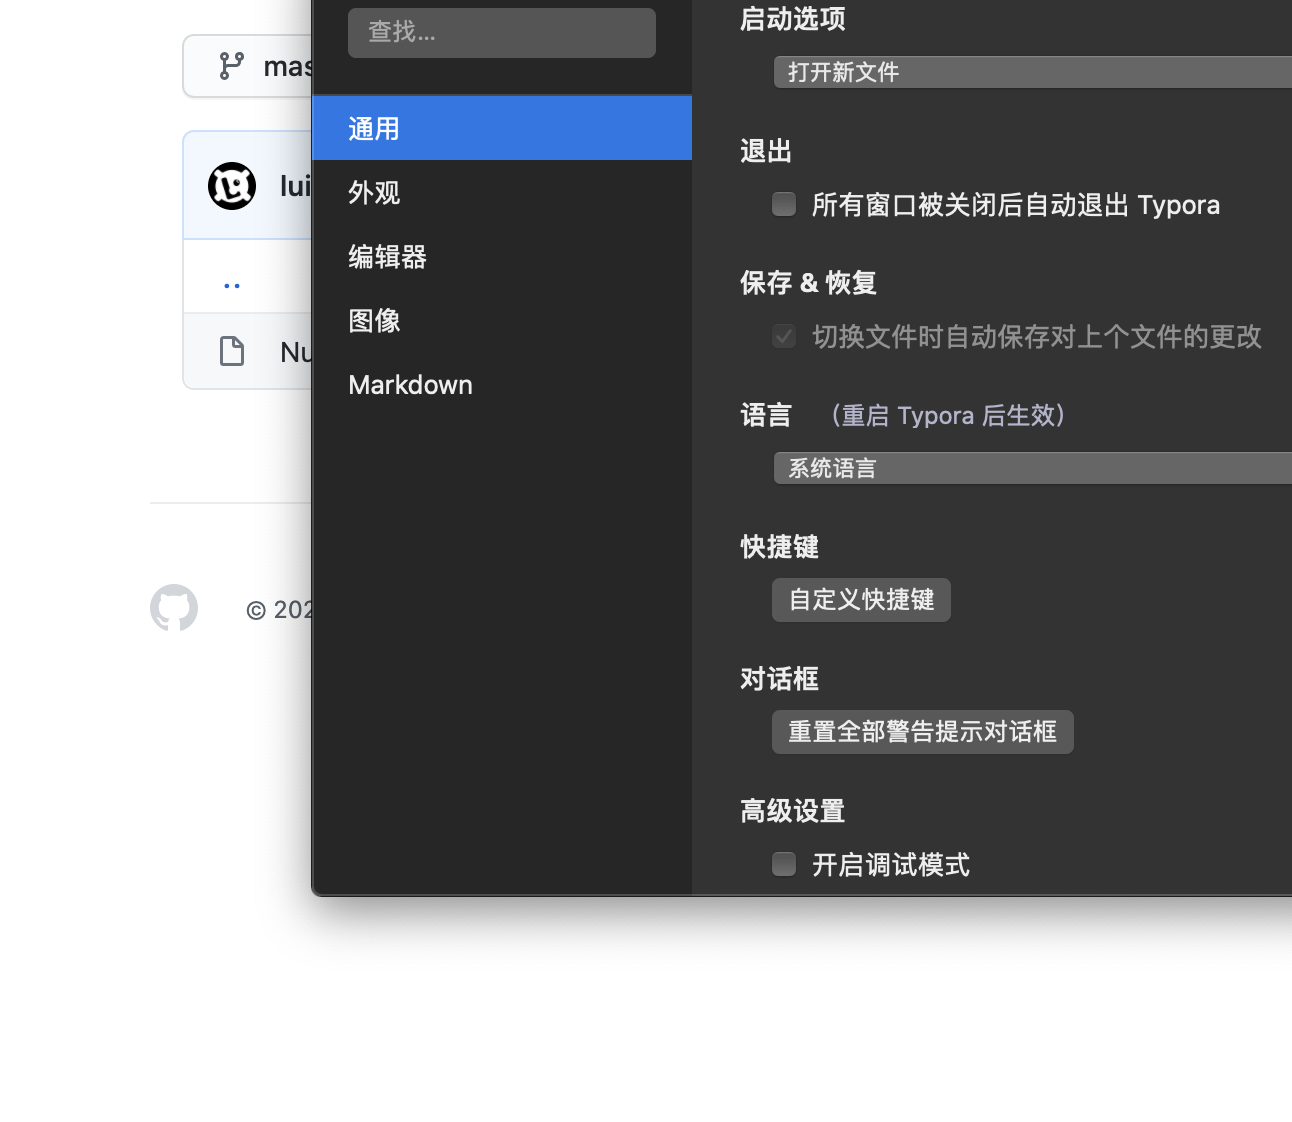 mas
lui
..
Nu
© 202
查找...
通用
外观
编辑器
图像
Markdown
启动选项
打开新文件
退出
所有窗口被关闭后自动退出 Typora
保存 & 恢复
切换文件时自动保存对上个文件的更改
语言 （重启 Typora 后生效）
系统语言
快捷键
自定义快捷键
对话框
重置全部警告提示对话框
高级设置
开启调试模式